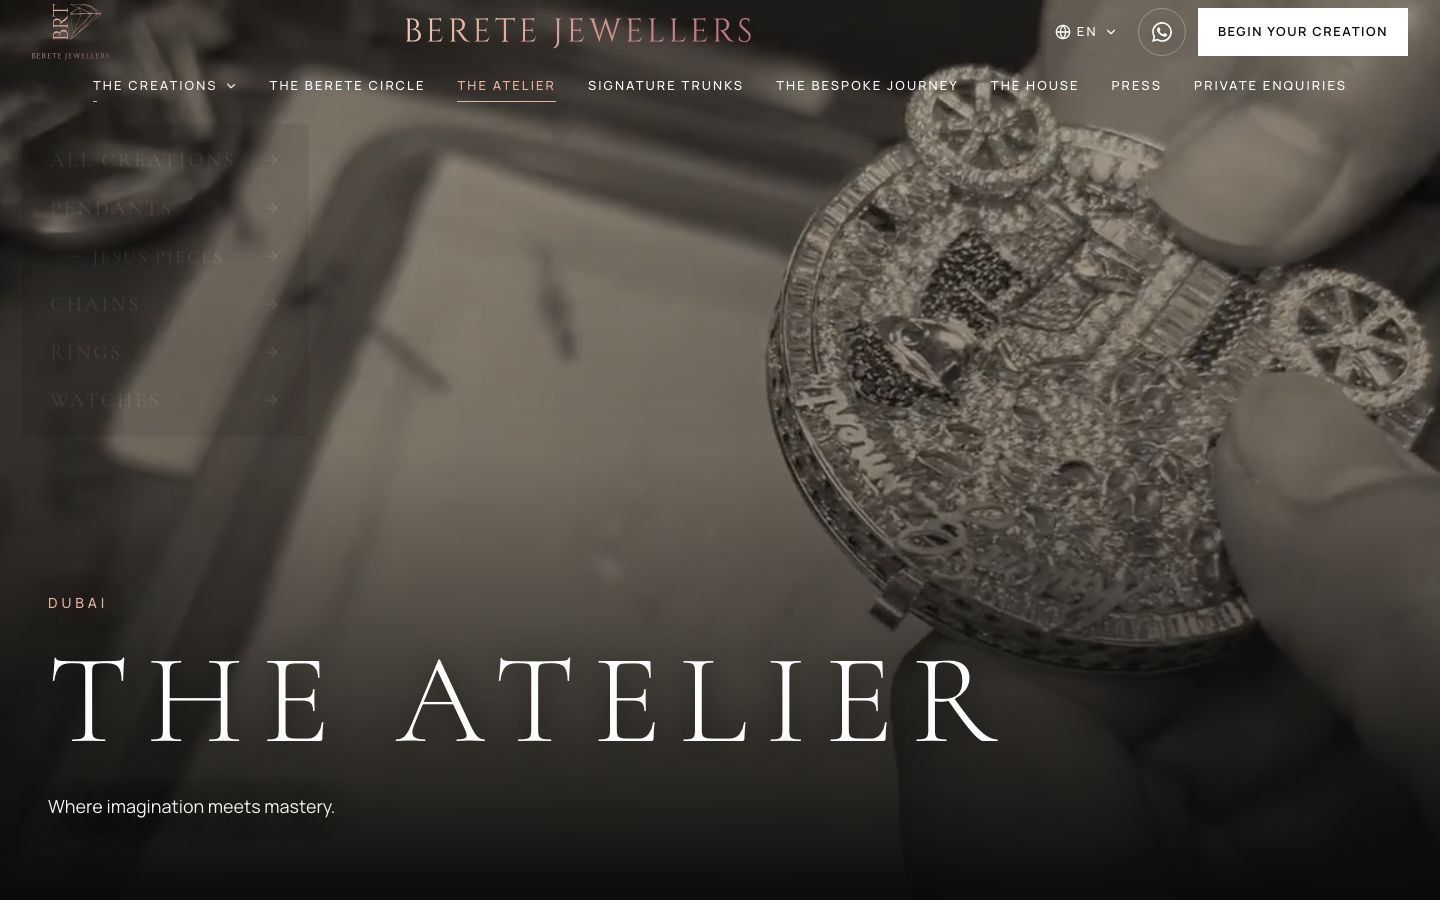 BRT
BERETE JEWELLERS
BERETE JEWELLERS
EN
BEGIN YOUR CREATION
THE CREATIONS
THE BERETE CIRCLE
THE ATELIER
SIGNATURE TRUNKS
THE BESPOKE JOURNEY
THE HOUSE
PRESS
PRIVATE ENQUIRIES
ALL CREATIONS
PENDANTS
— JESUS PIECES
CHAINS
RINGS
WATCHES
DUBAI
THE ATELIER
Where imagination meets mastery.